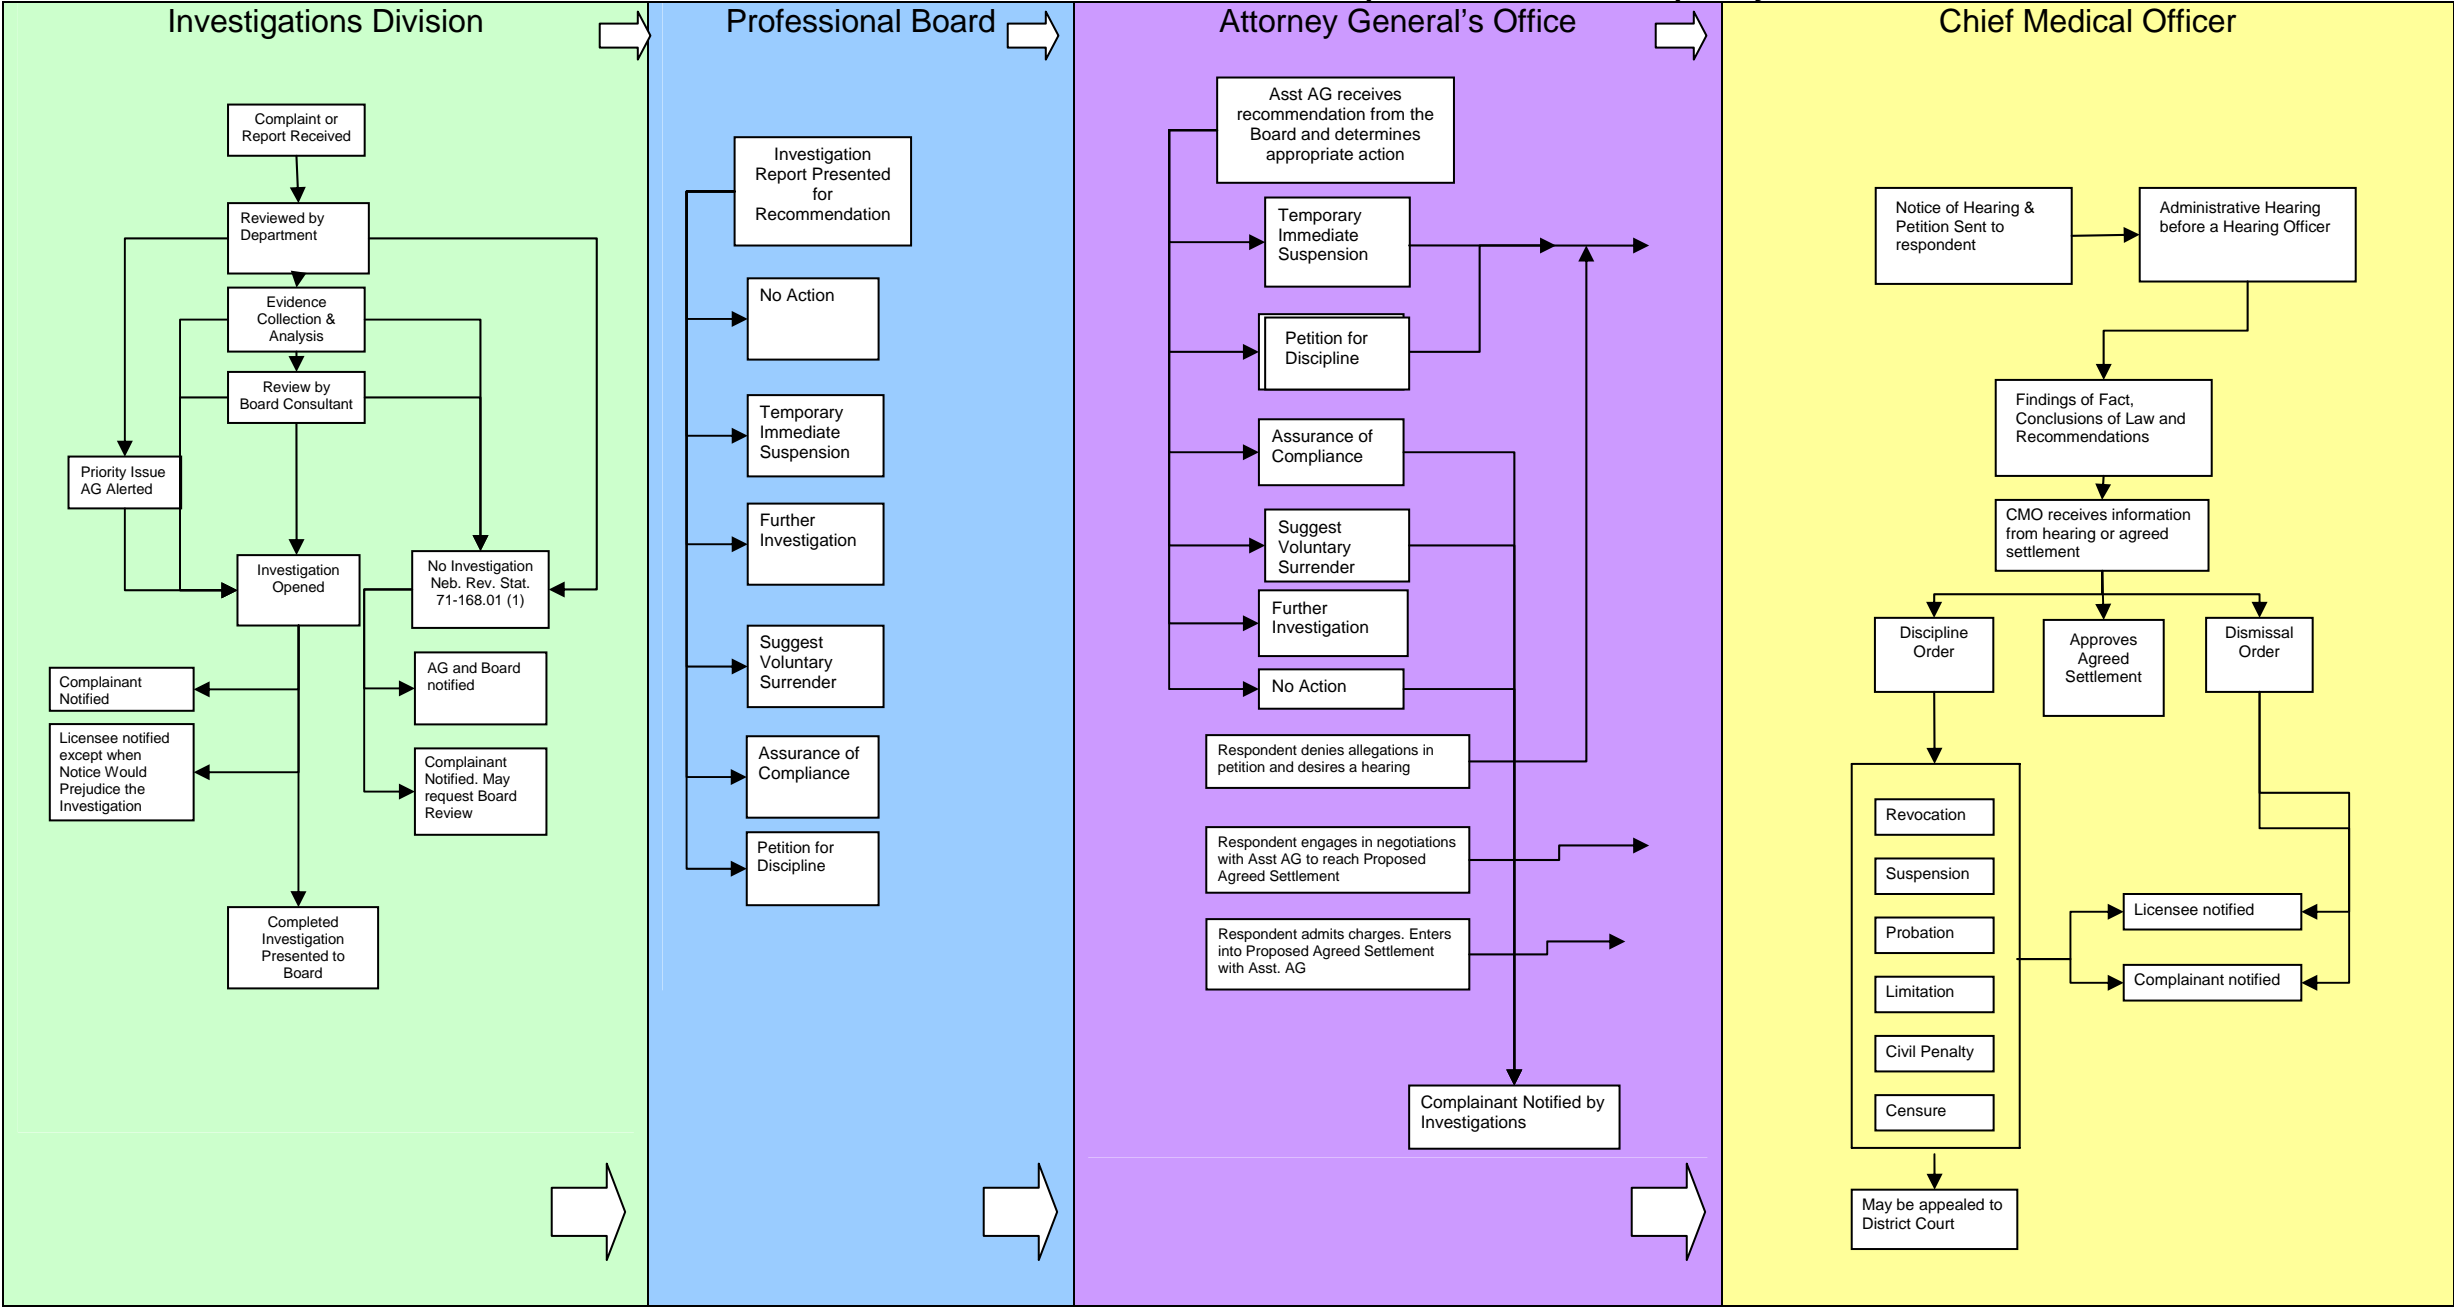 Investigations Division
Professional Board
Attorney General's Office
Chief Medical Officer
Complaint or
Report Received
Reviewed by
Department
Evidence
Collection &
Analysis
Review by
Board Consultant
Priority Issue
AG Alerted
Investigation
Opened
No Investigation
Neb. Rev. Stat.
71-168.01 (1)
Complainant
Notified
AG and Board
notified
Licensee notified
except when
Notice Would
Prejudice the
Investigation
Complainant
Notified. May
request Board
Review
Completed
Investigation
Presented to
Board
Investigation
Report Presented
for
Recommendation
No Action
Temporary
Immediate
Suspension
Further
Investigation
Suggest
Voluntary
Surrender
Assurance of
Compliance
Petition for
Discipline
Asst AG receives
recommendation from the
Board and determines
appropriate action
Temporary
Immediate
Suspension
Petition for
Discipline
Assurance of
Compliance
Suggest
Voluntary
Surrender
Further
Investigation
No Action
Respondent denies allegations in
petition and desires a hearing
Respondent engages in negotiations
with Asst AG to reach Proposed
Agreed Settlement
Respondent admits charges. Enters
into Proposed Agreed Settlement
with Asst. AG
Complainant Notified by
Investigations
Notice of Hearing &
Petition Sent to
respondent
Administrative Hearing
before a Hearing Officer
Findings of Fact,
Conclusions of Law and
Recommendations
CMO receives information
from hearing or agreed
settlement
Discipline
Order
Approves
Agreed
Settlement
Dismissal
Order
Revocation
Suspension
Probation
Limitation
Civil Penalty
Censure
Licensee notified
Complainant notified
May be appealed to
District Court